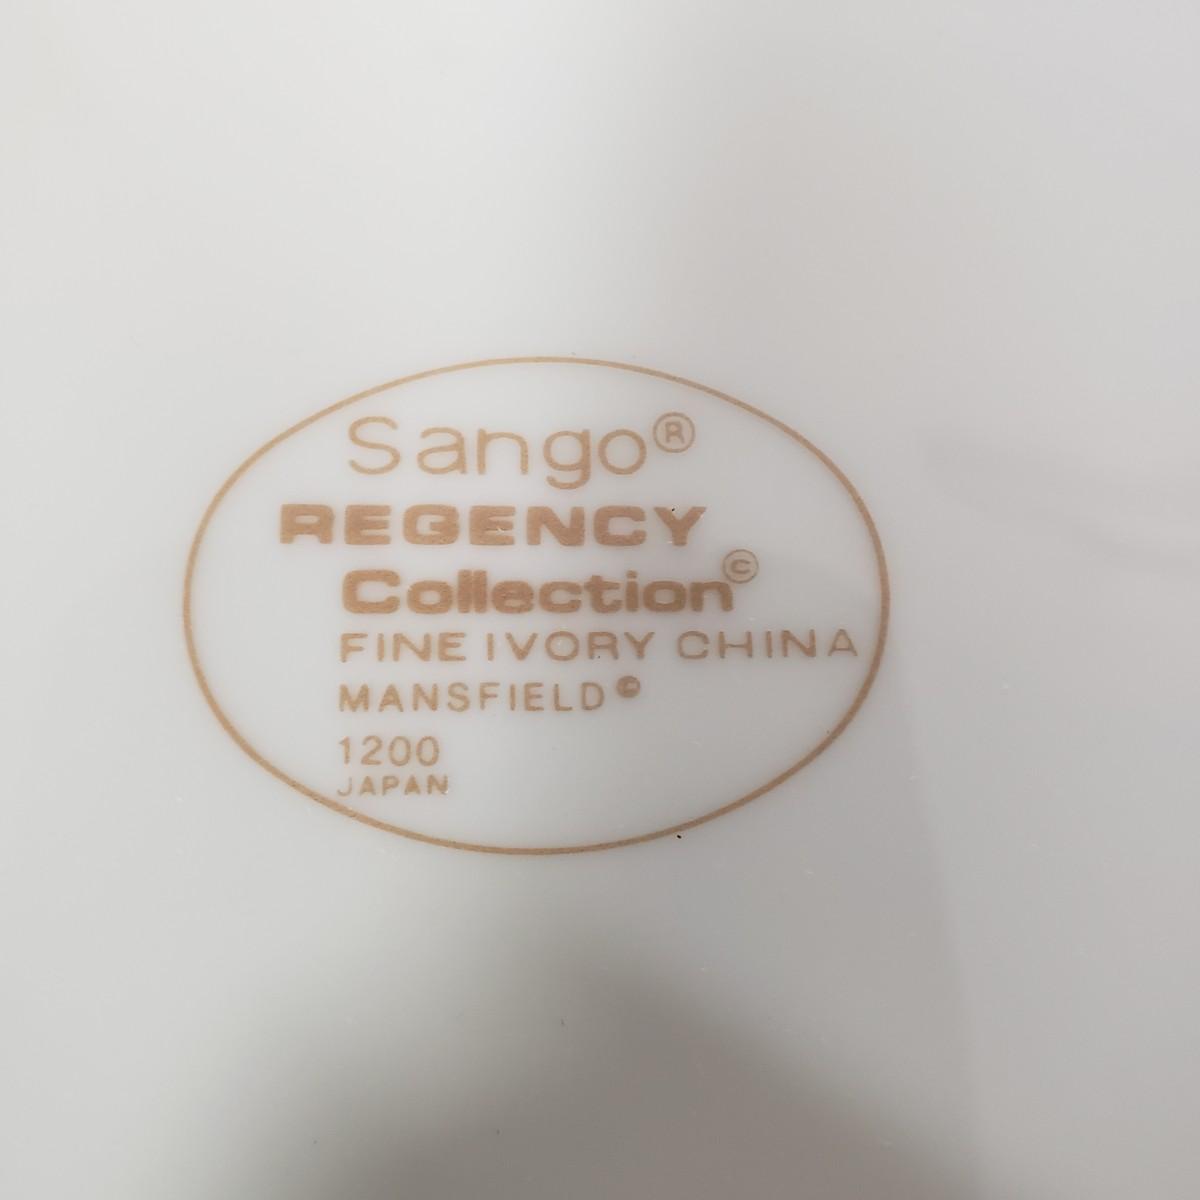 Sango®
REGENCY
Collection©
FINE IVORY CHINA
MANSFIELD©
1200
JAPAN